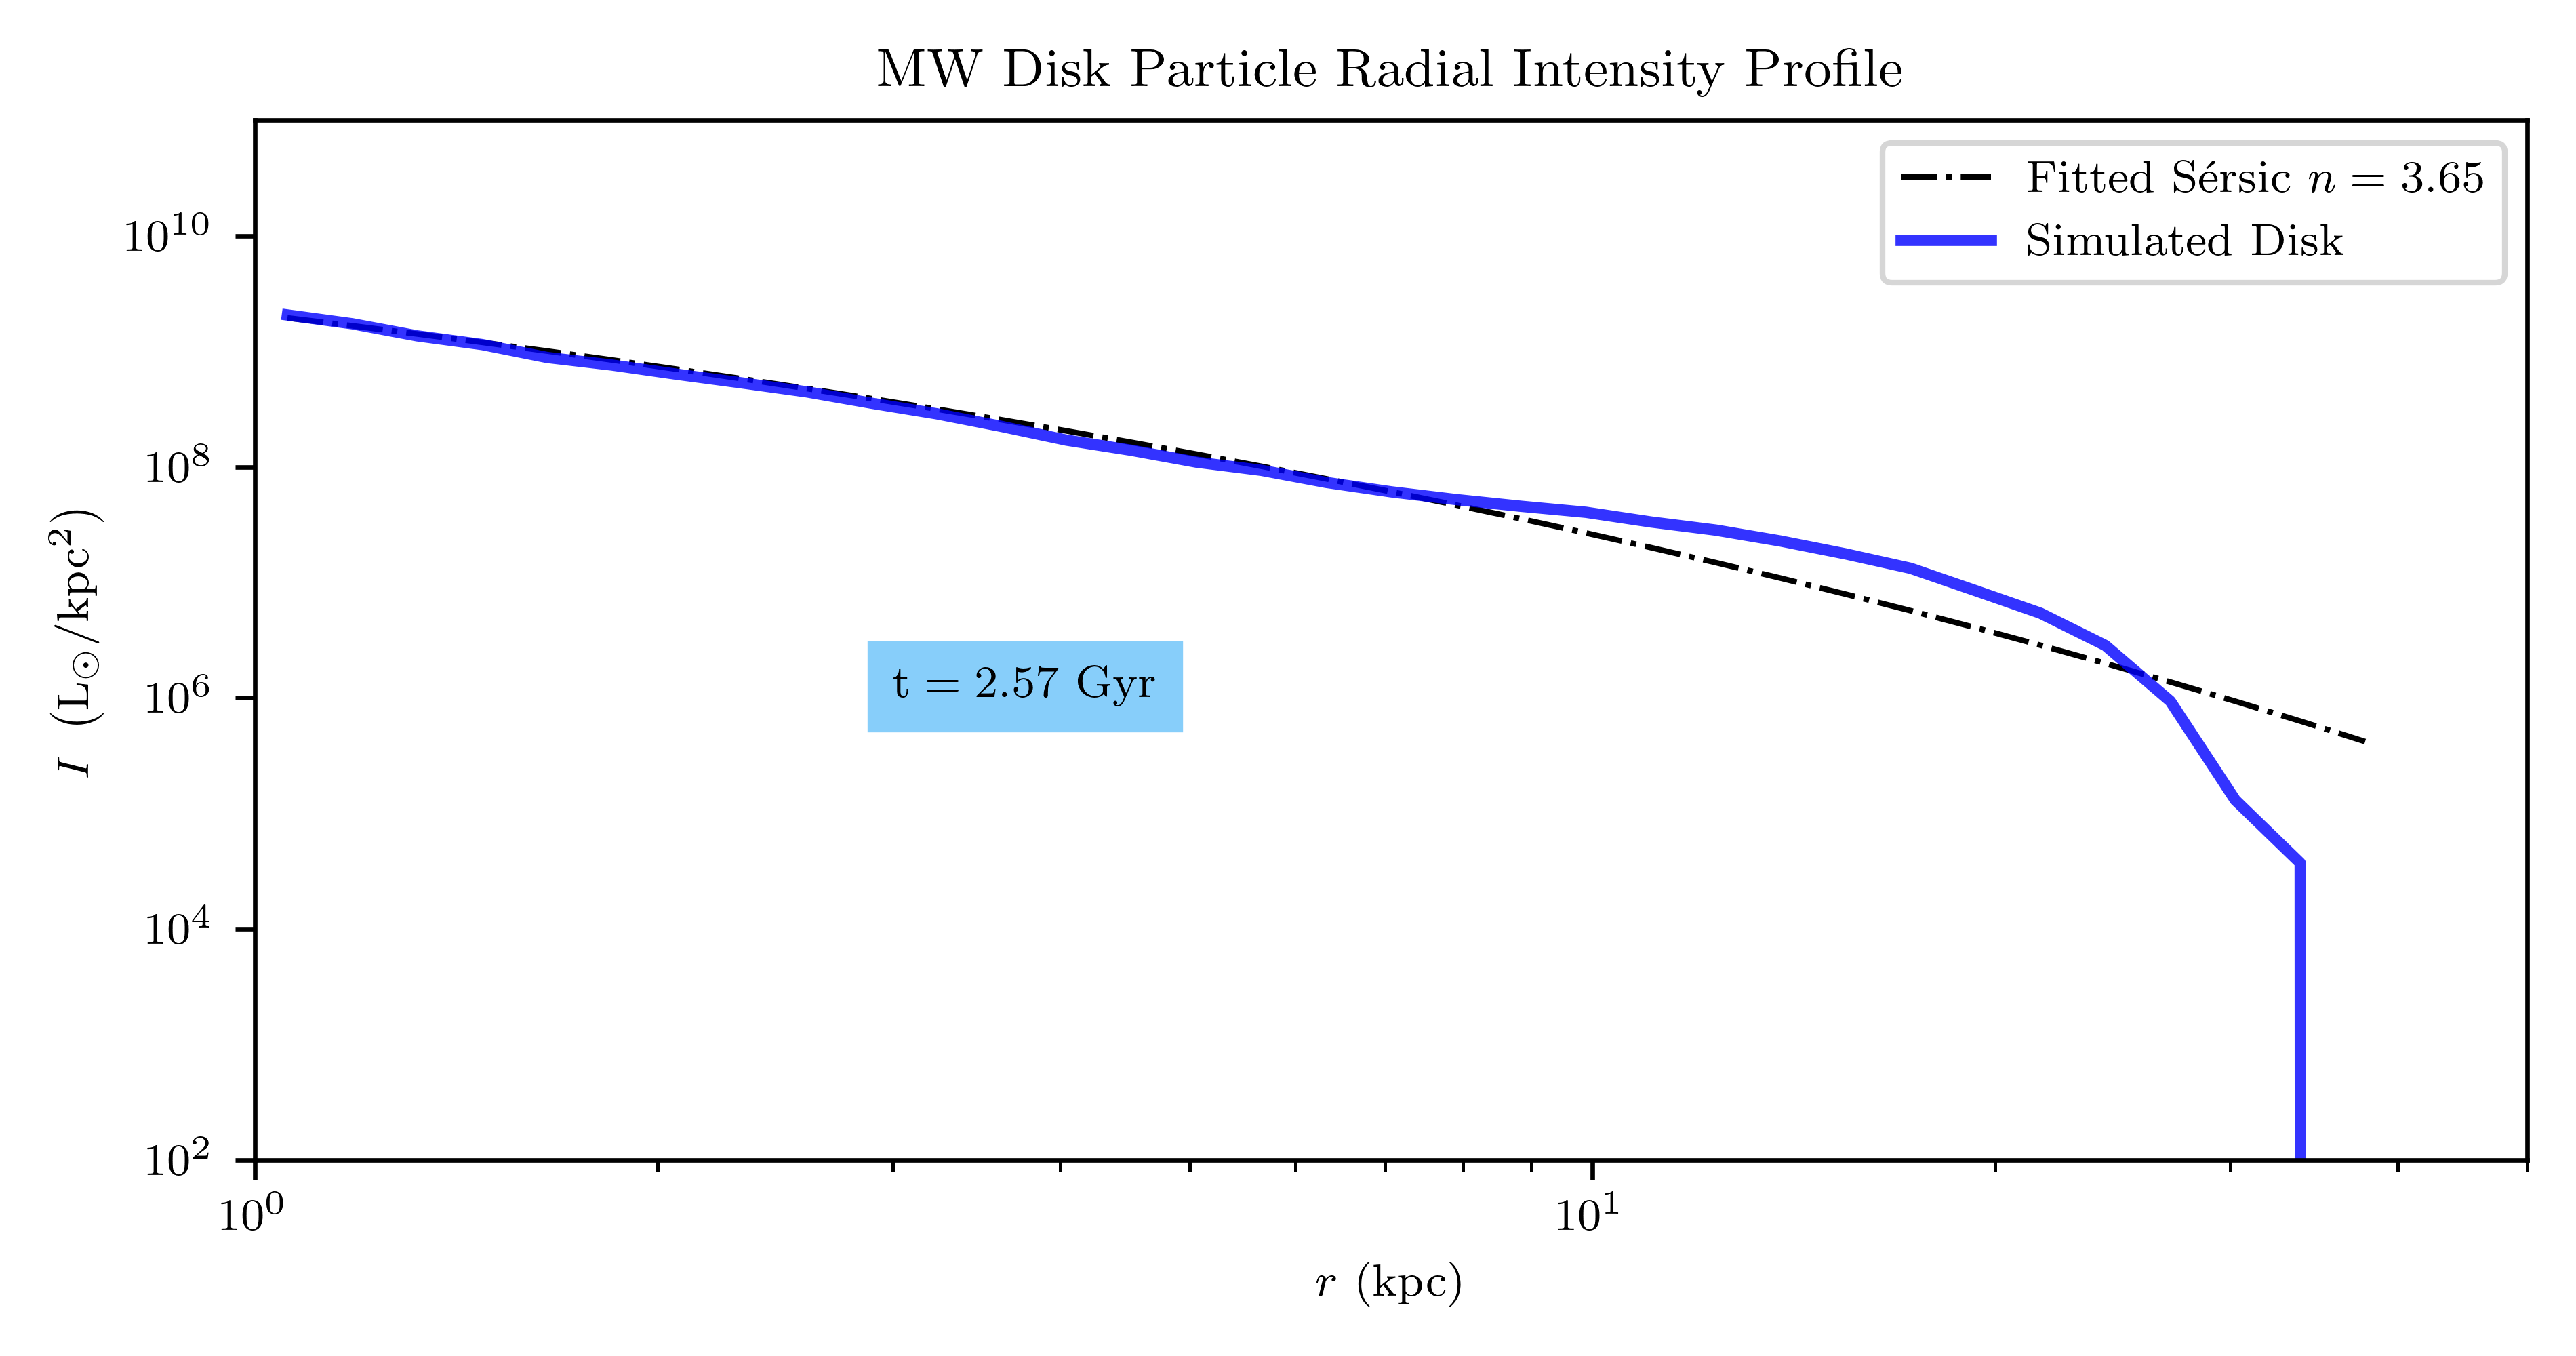 MW Disk Particle Radial Intensity Profile
Fitted Sérsic n = 3.65
Simulated Disk
10^10
10^8
10^6
10^4
10^2
I (L⊙/kpc²)
t = 2.57 Gyr
10^0
10^1
r (kpc)